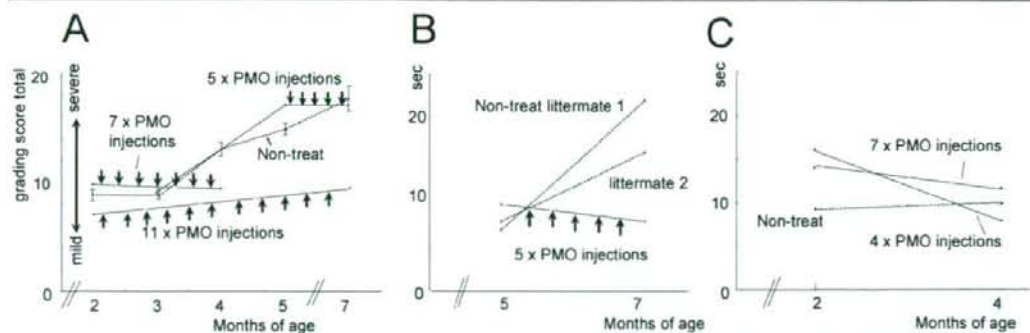 A
grading score total
severe
mild
20
10
0
5 x PMO injections
7 x PMO
injections
Non-treat
11 x PMO injections
2 3 4 5 7
Months of age
B
sec
20
10
0
Non-treat littermate 1
littermate 2
5 x PMO injections
5 7
Months of age
C
sec
20
10
0
7 x PMO injections
Non-treat
4 x PMO injections
2 4
Months of age